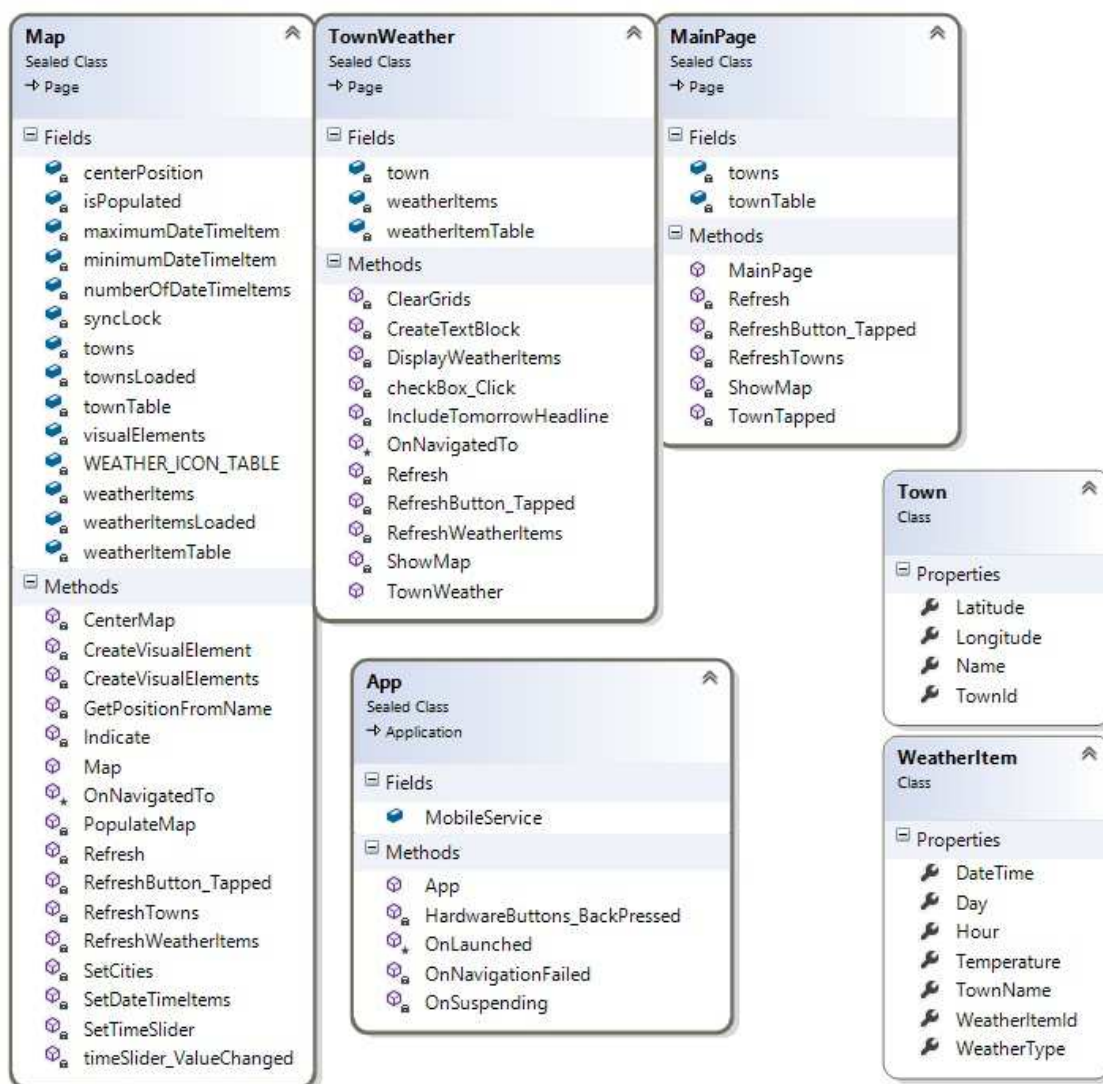 Map
Sealed Class
Page
Fields
centerPosition
isPopulated
maximumDateTimeItem
minimumDateTimeItem
numberOfDateTimeItems
syncLock
towns
townsLoaded
townTable
visualElements
WEATHER_ICON_TABLE
weatherItems
weatherItemsLoaded
weatherItemTable
Methods
CenterMap
CreateVisualElement
CreateVisualElements
GetPositionFromName
Indicate
Map
OnNavigatedTo
PopulateMap
Refresh
RefreshButton_Tapped
RefreshTowns
RefreshWeatherItems
SetCities
SetDateTimeItems
SetTimeSlider
timeSlider_ValueChanged
TownWeather
Sealed Class
Page
Fields
town
weatherItems
weatherItemTable
Methods
ClearGrids
CreateTextBlock
DisplayWeatherItems
checkBox_Click
IncludeTomorrowHeadline
OnNavigatedTo
Refresh
RefreshButton_Tapped
RefreshWeatherItems
ShowMap
TownWeather
MainPage
Sealed Class
Page
Fields
towns
townTable
Methods
MainPage
Refresh
RefreshButton_Tapped
RefreshTowns
ShowMap
TownTapped
App
Sealed Class
Application
Fields
MobileService
Methods
App
HardwareButtons_BackPressed
OnLaunched
OnNavigationFailed
OnSuspending
Town
Class
Properties
Latitude
Longitude
Name
TownId
WeatherItem
Class
Properties
DateTime
Day
Hour
Temperature
TownName
WeatherItemId
WeatherType